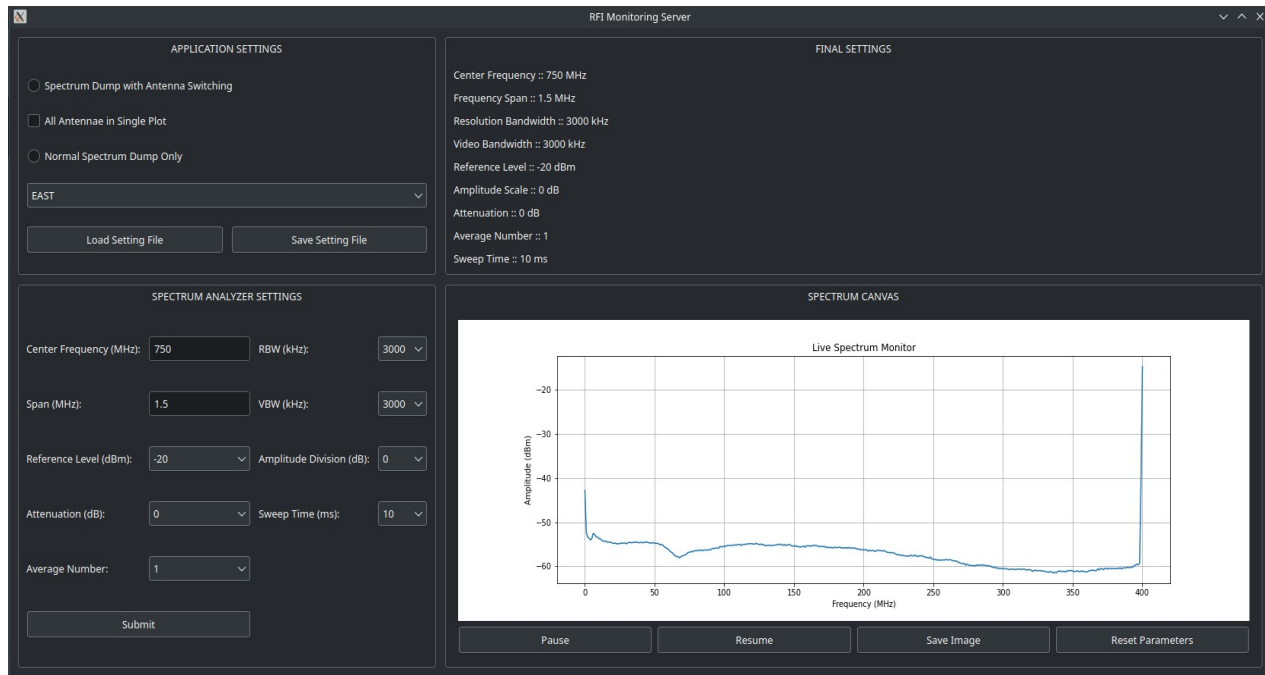 RFI Monitoring Server
APPLICATION SETTINGS
Spectrum Dump with Antenna Switching
All Antennae in Single Plot
Normal Spectrum Dump Only
EAST
Load Setting File
Save Setting File
FINAL SETTINGS
Center Frequency :: 750 MHz
Frequency Span :: 1.5 MHz
Resolution Bandwidth :: 3000 kHz
Video Bandwidth :: 3000 kHz
Reference Level :: -20 dBm
Amplitude Scale :: 0 dB
Attenuation :: 0 dB
Average Number :: 1
Sweep Time :: 10 ms
SPECTRUM ANALYZER SETTINGS
Center Frequency (MHz): 750 RBW (kHz): 3000
Span (MHz): 1.5 VBW (kHz): 3000
Reference Level (dBm): -20 Amplitude Division (dB): 0
Attenuation (dB): 0 Sweep Time (ms): 10
Average Number: 1
Submit
SPECTRUM CANVAS
Live Spectrum Monitor
Amplitude (dBm)
−20
−30
−40
−50
−60
0 50 100 150 200 250 300 350 400
Frequency (MHz)
Pause
Resume
Save Image
Reset Parameters